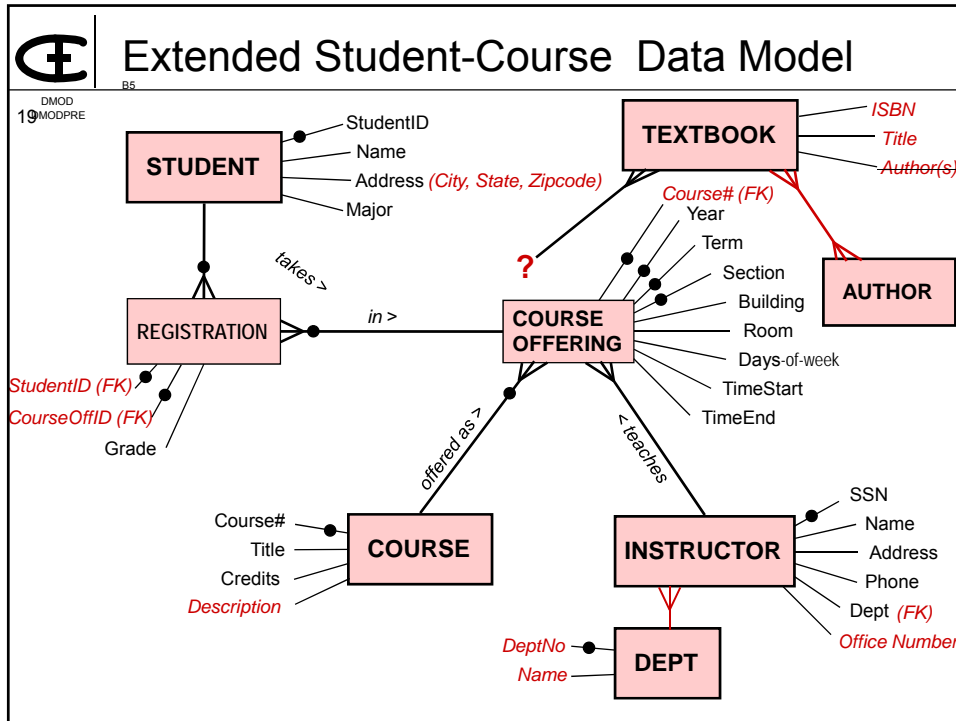 Extended Student-Course Data Model
B5
DMOD
19 DMODPRE
STUDENT
StudentID
Name
Address (City, State, Zipcode)
Major
TEXTBOOK
ISBN
Title
Author(s)
AUTHOR
?
takes >
REGISTRATION
in >
StudentID (FK)
CourseOffID (FK)
Grade
COURSE
OFFERING
Course# (FK)
Year
Term
Section
Building
Room
Days-of-week
TimeStart
TimeEnd
offered as >
< teaches
Course#
Title
Credits
Description
COURSE
INSTRUCTOR
SSN
Name
Address
Phone
Dept (FK)
Office Number
DeptNo
Name
DEPT